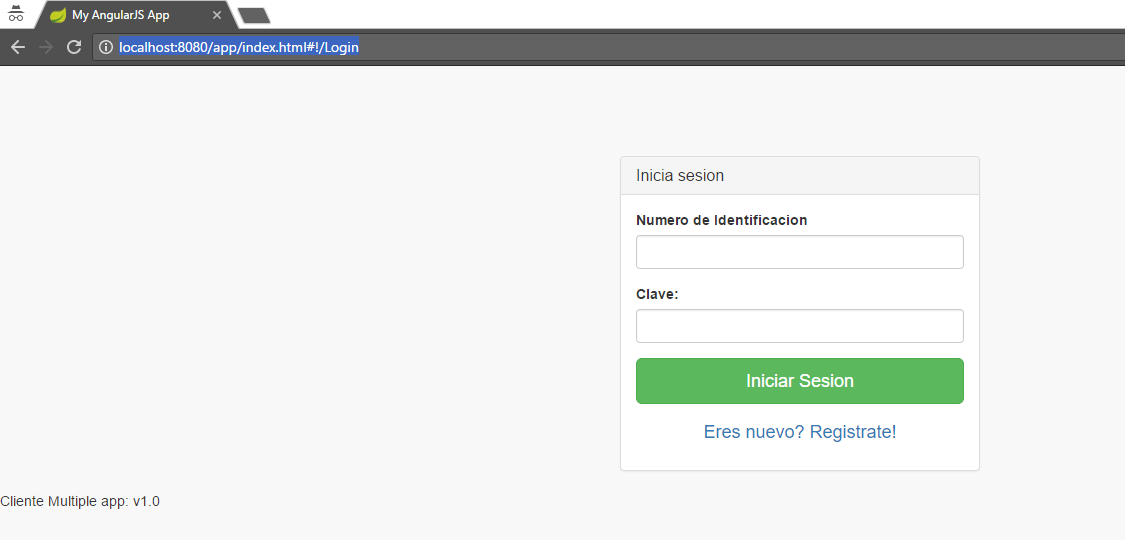 My AngularJS App
localhost:8080/app/index.html#!/Login
Inicia sesion
Numero de Identificacion
Clave:
Iniciar Sesion
Eres nuevo? Registrate!
Cliente Multiple app: v1.0